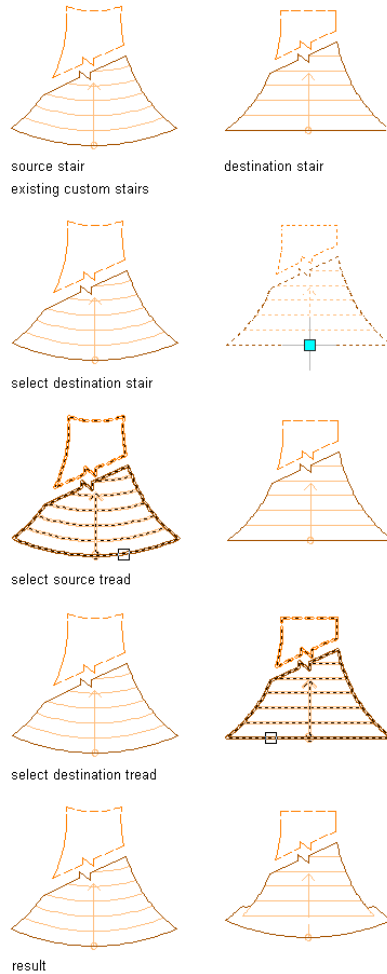 source stair
destination stair
existing custom stairs
select destination stair
select source tread
select destination tread
result